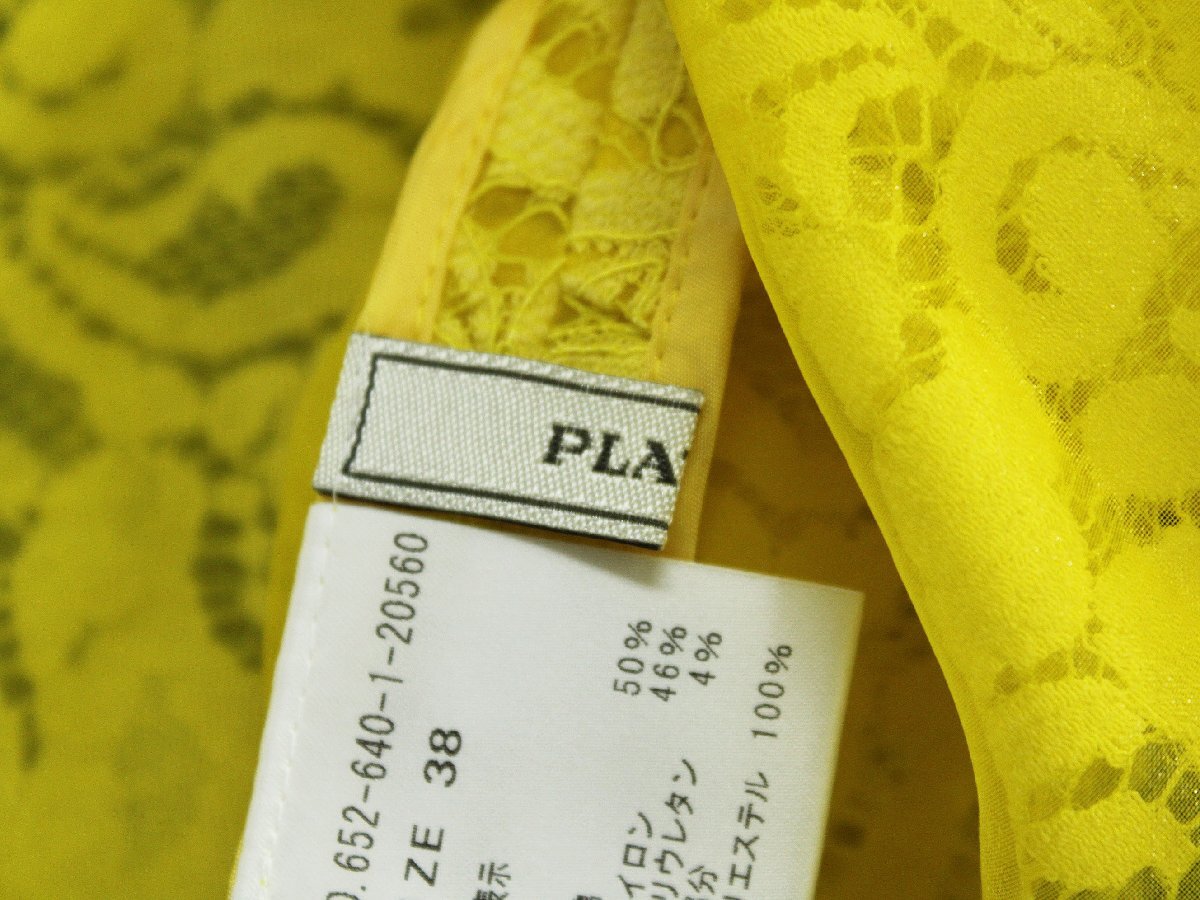 PLA
0.652-640-1-20560
ZE 38
表示
50%
イロン 46%
リウレタン 4%
分
リエステル 100%